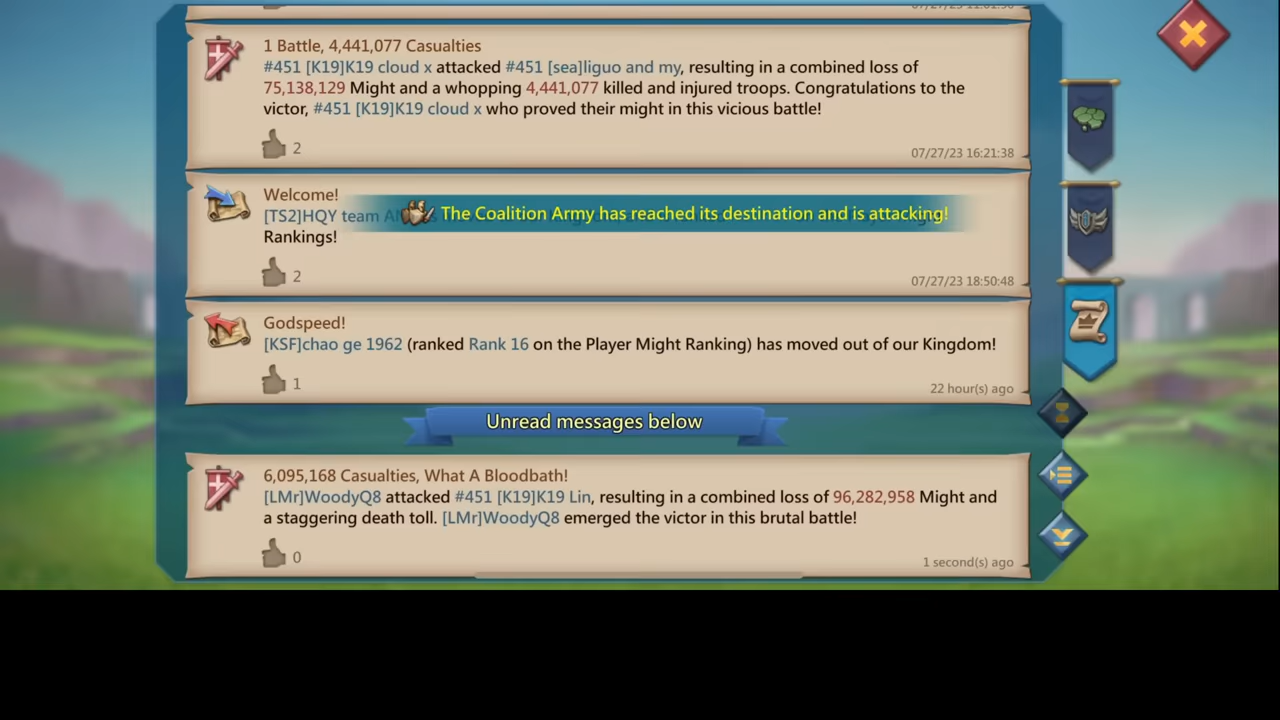 1 Battle, 4,441,077 Casualties
#451 [K19]K19 cloud x attacked #451 [sea]liguo and my, resulting in a combined loss of
75,138,129 Might and a whopping 4,441,077 killed and injured troops. Congratulations to the
victor, #451 [K19]K19 cloud x who proved their might in this vicious battle!
2
07/27/23 16:21:38
Welcome!
[TS2]HQY team
The Coalition Army has reached its destination and is attacking!
Rankings!
2
07/27/23 18:50:48
Godspeed!
[KSF]chao ge 1962 (ranked Rank 16 on the Player Might Ranking) has moved out of our Kingdom!
1
22 hour(s) ago
Unread messages below
6,095,168 Casualties, What A Bloodbath!
[LMr]WoodyQ8 attacked #451 [K19]K19 Lin, resulting in a combined loss of 96,282,958 Might and
a staggering death toll. [LMr]WoodyQ8 emerged the victor in this brutal battle!
0
1 second(s) ago